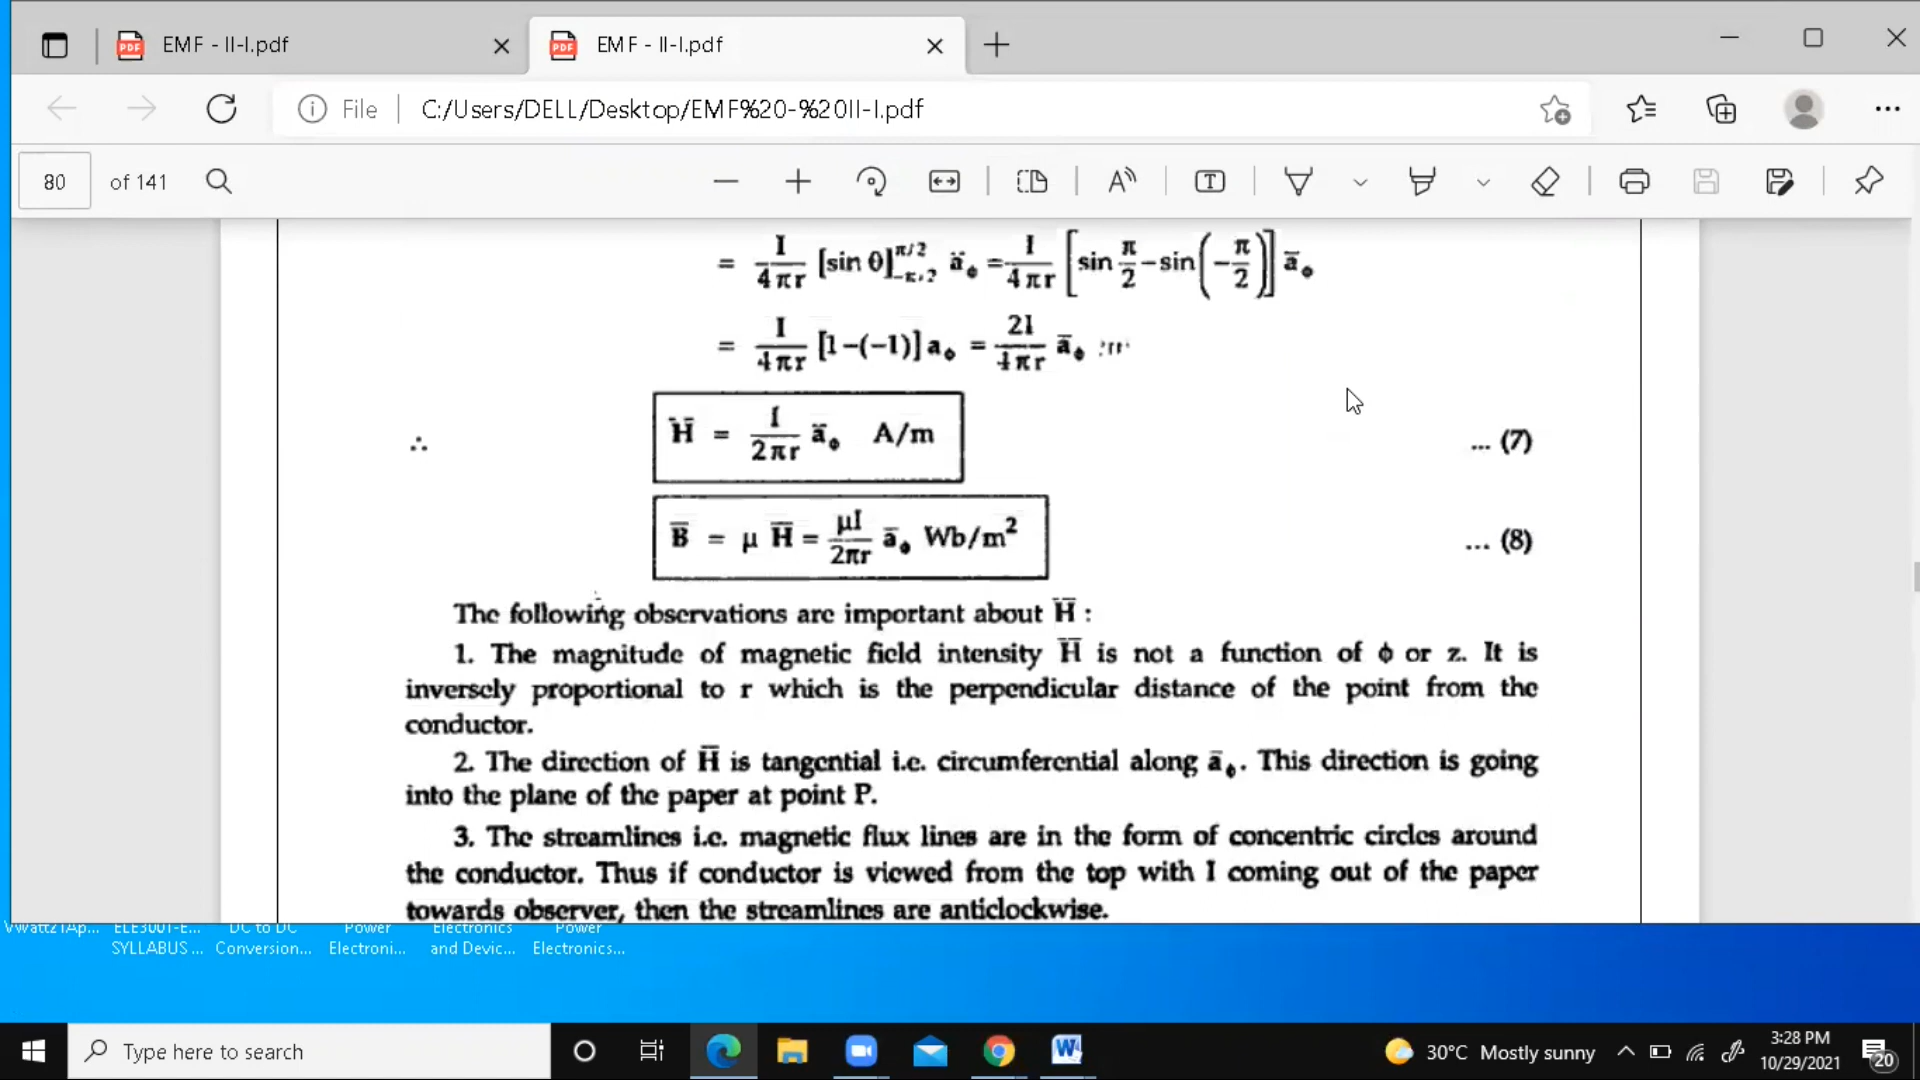 EMF - II-I.pdf
EMF - II-I.pdf
File C:/Users/DELL/Desktop/EMF%20-%20II-I.pdf
80 of 141
= I/4πr [sin θ]_{-π/2}^{π/2} ā_ϕ = I/4πr [sin π/2 − sin (−π/2)] ā_ϕ
= I/4πr [1−(−1)] a_ϕ = 2I/4πr ā_ϕ
∴ H̄ = I/2πr ā_ϕ A/m ... (7)
B̄ = μ H̄ = μI/2πr ā_ϕ Wb/m² ... (8)
The following observations are important about H̄ :
1. The magnitude of magnetic field intensity H̄ is not a function of ϕ or z. It is
inversely proportional to r which is the perpendicular distance of the point from the
conductor.
2. The direction of H̄ is tangential i.e. circumferential along ā_ϕ. This direction is going
into the plane of the paper at point P.
3. The streamlines i.e. magnetic flux lines are in the form of concentric circles around
the conductor. Thus if conductor is viewed from the top with I coming out of the paper
towards observer, then the streamlines are anticlockwise.
DC to DC Power Electronics Power
SYLLABUS ... Conversion... Electroni... and Devic... Electronics...
Type here to search
30°C Mostly sunny
3:28 PM
10/29/2021
20